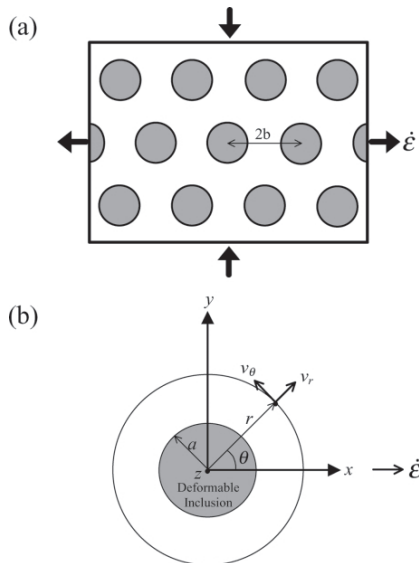 (a)
2b
ε̇
(b)
y
v_θ
v_r
r
a
θ
z
x
ε̇
Deformable
Inclusion